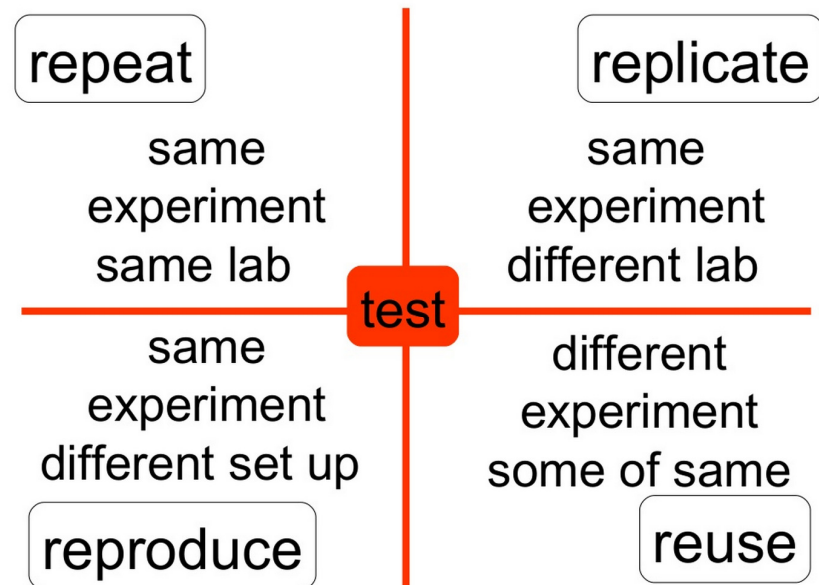 repeat
same
experiment
same lab
replicate
same
experiment
different lab
test
same
experiment
different set up
reproduce
different
experiment
some of same
reuse